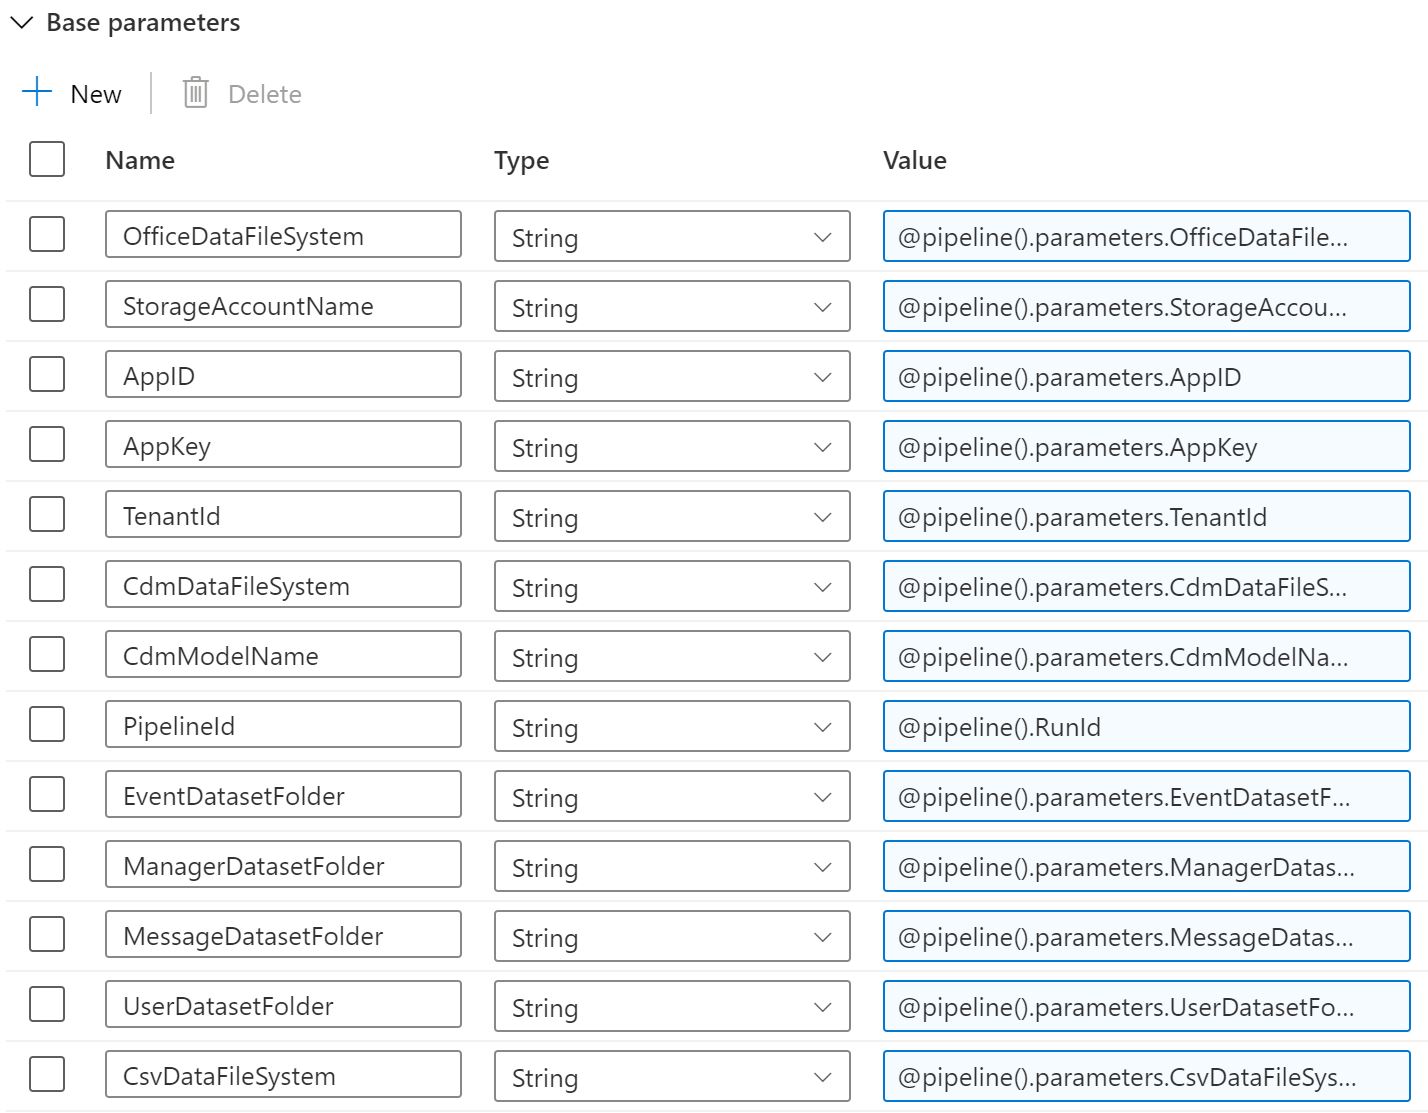 Base parameters
New Delete
Name Type Value
OfficeDataFileSystem String @pipeline().parameters.OfficeDataFile...
StorageAccountName String @pipeline().parameters.StorageAccou...
AppID String @pipeline().parameters.AppID
AppKey String @pipeline().parameters.AppKey
TenantId String @pipeline().parameters.TenantId
CdmDataFileSystem String @pipeline().parameters.CdmDataFileS...
CdmModelName String @pipeline().parameters.CdmModelNa...
PipelineId String @pipeline().RunId
EventDatasetFolder String @pipeline().parameters.EventDatasetF...
ManagerDatasetFolder String @pipeline().parameters.ManagerDatas...
MessageDatasetFolder String @pipeline().parameters.MessageDatas...
UserDatasetFolder String @pipeline().parameters.UserDatasetFo...
CsvDataFileSystem String @pipeline().parameters.CsvDataFileSys...